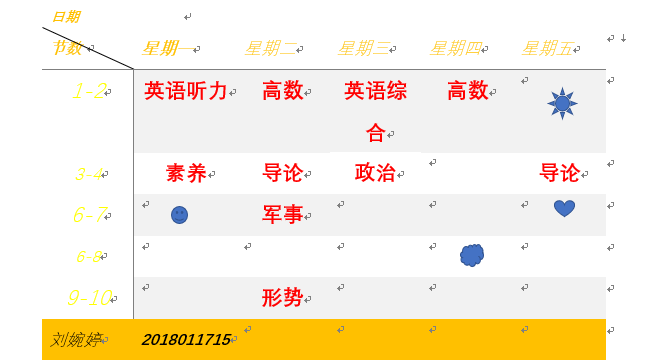 日期
节数 星期一 星期二 星期三 星期四 星期五
1-2 英语听力 高数 英语综合 高数
3-4 素养 导论 政治 导论
6-7 军事
6-8
9-10 形势
刘婉婷 2018011715